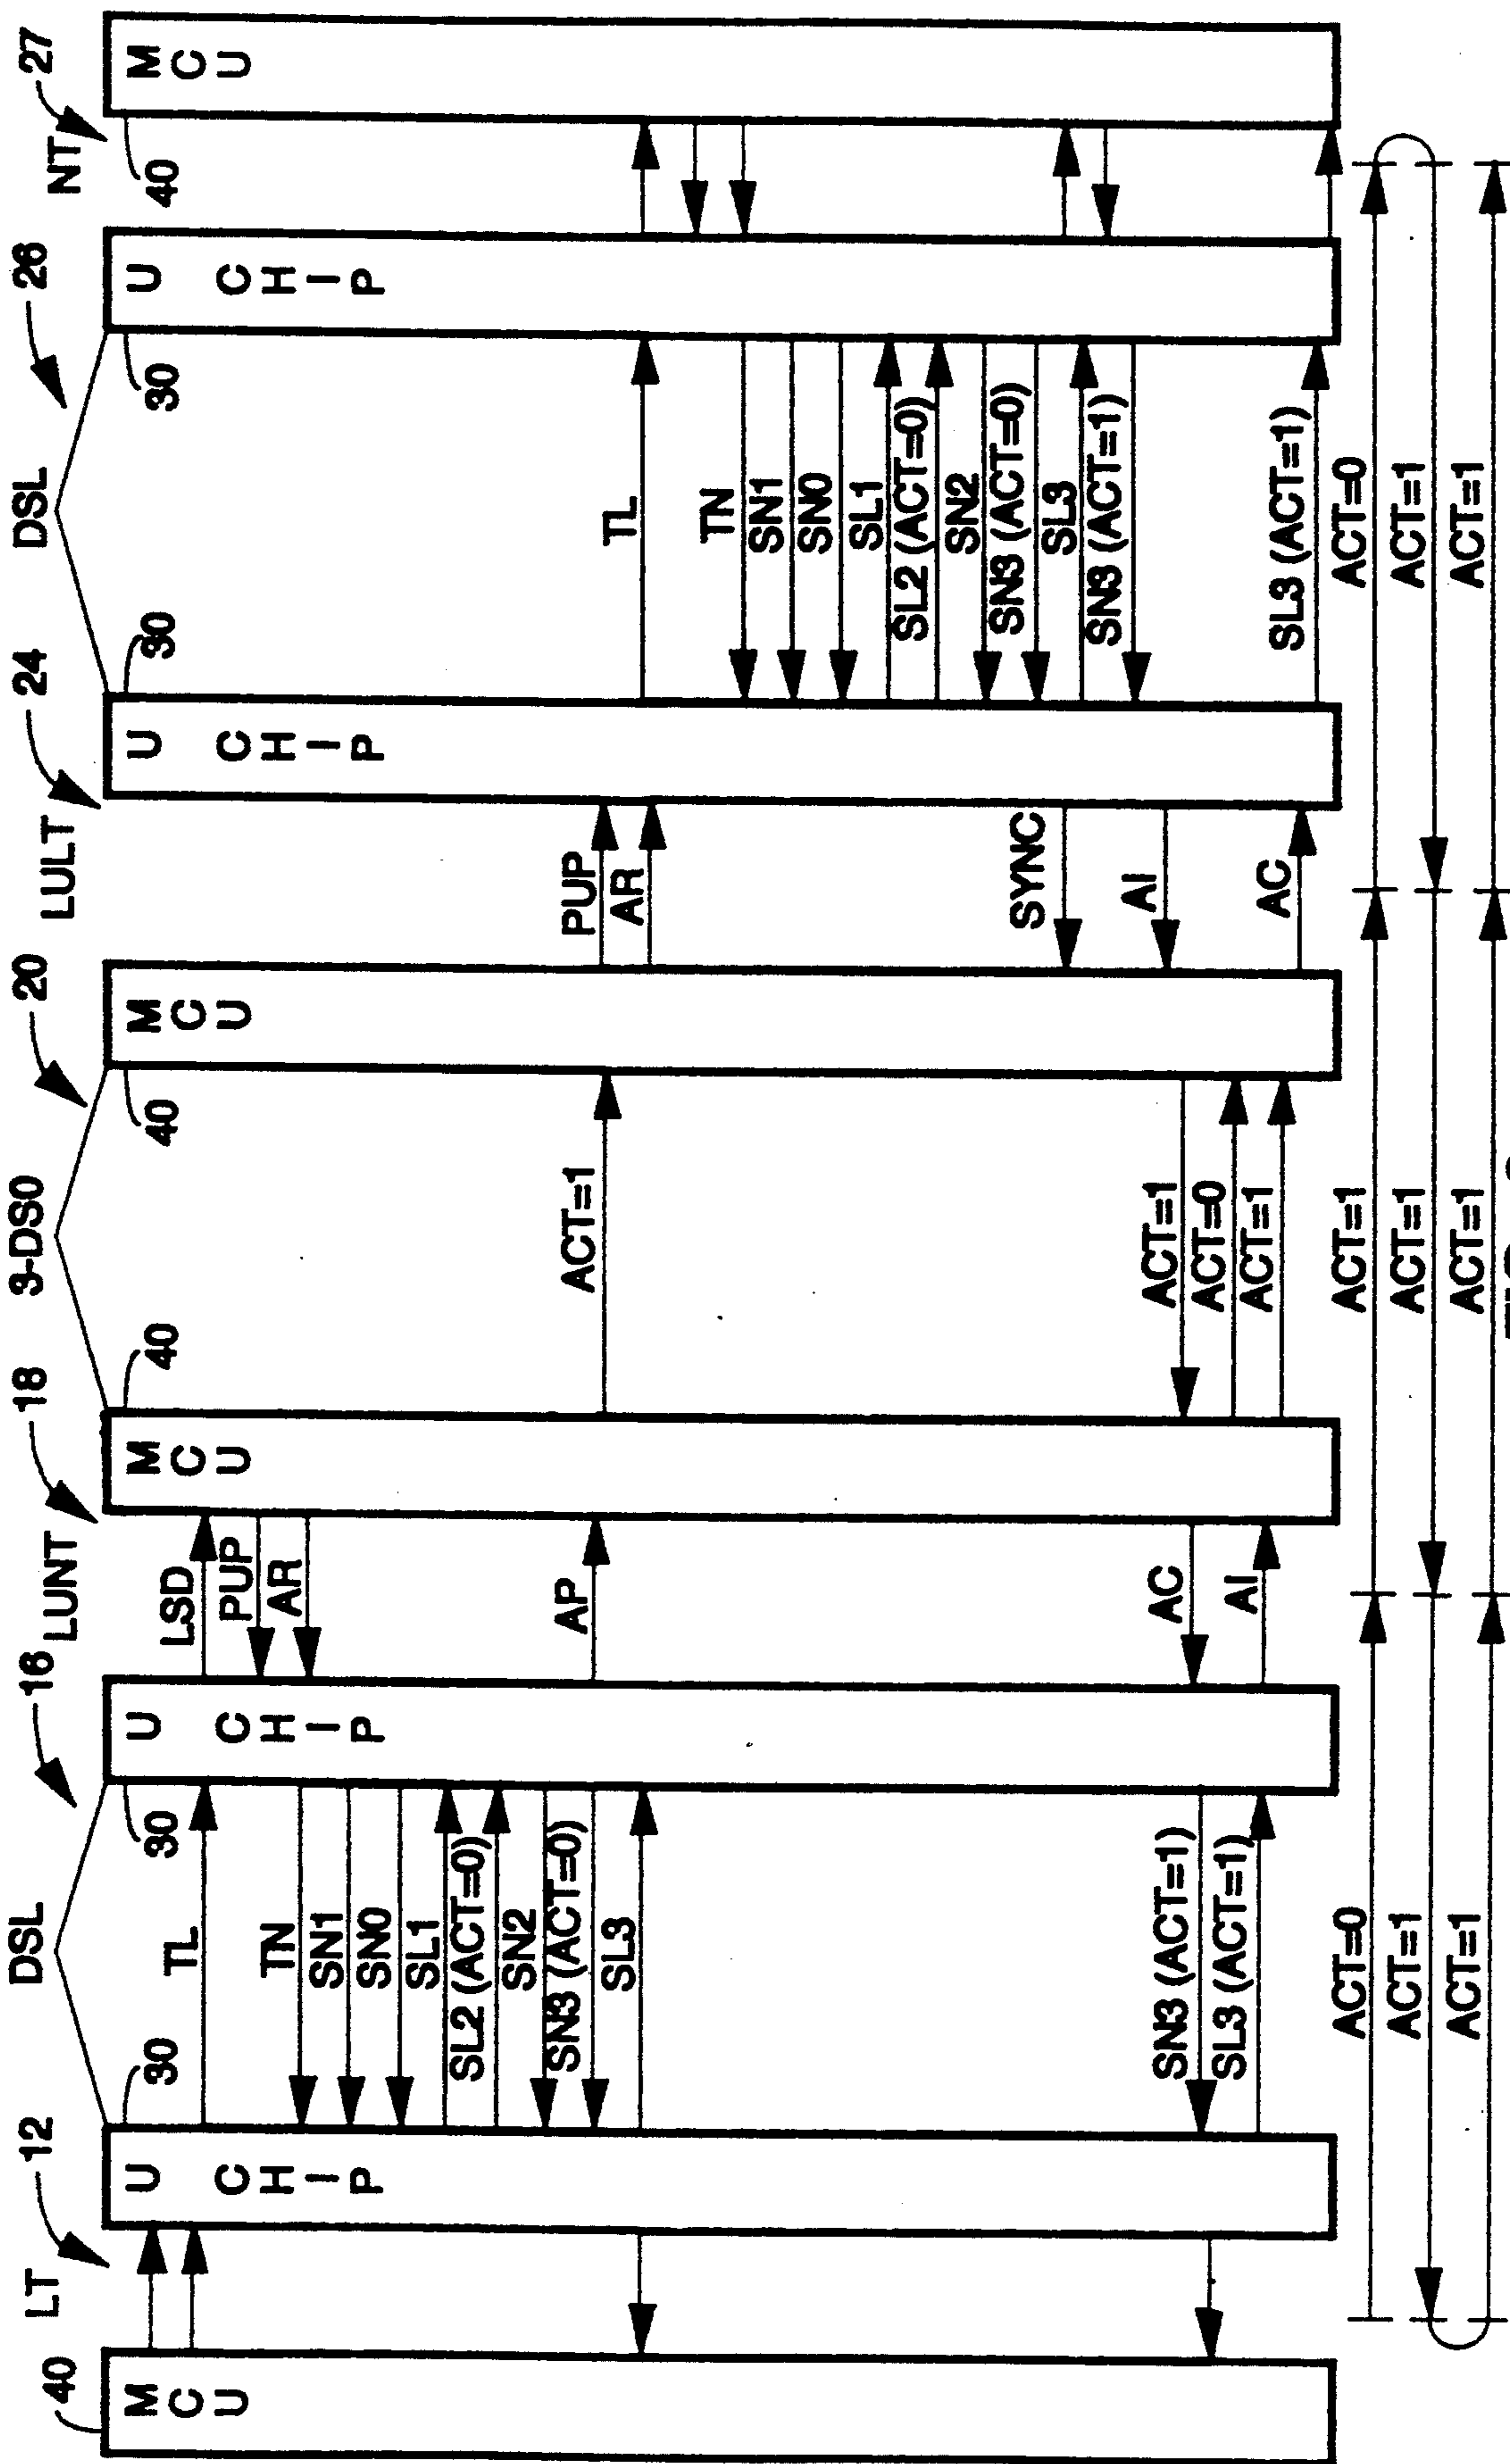 40
LT
12
DSL
16
LUNT
18
3-DS0
20
LULT
24
DSL
26
NT
27
30
30
40
40
30
30
40
MCU
U CHIP
U CHIP
MCU
MCU
U CHIP
U CHIP
MCU
TL
TN
SN1
SN0
SL1
SL2 (ACT=0)
SN2
SN3 (ACT=0)
SL3
SN3 (ACT=1)
SL3 (ACT=1)
LSD
PUP
AR
AP
AC
AI
ACT=1
ACT=1
ACT=0
ACT=1
PUP
AR
SYNC
AI
AC
TL
TN
SN1
SN0
SL1
SL2 (ACT=0)
SN2
SN3 (ACT=0)
SL3
SN3 (ACT=1)
SL3 (ACT=1)
ACT=0
ACT=1
ACT=0
ACT=1
ACT=1
ACT=1
ACT=1
ACT=1
ACT=1